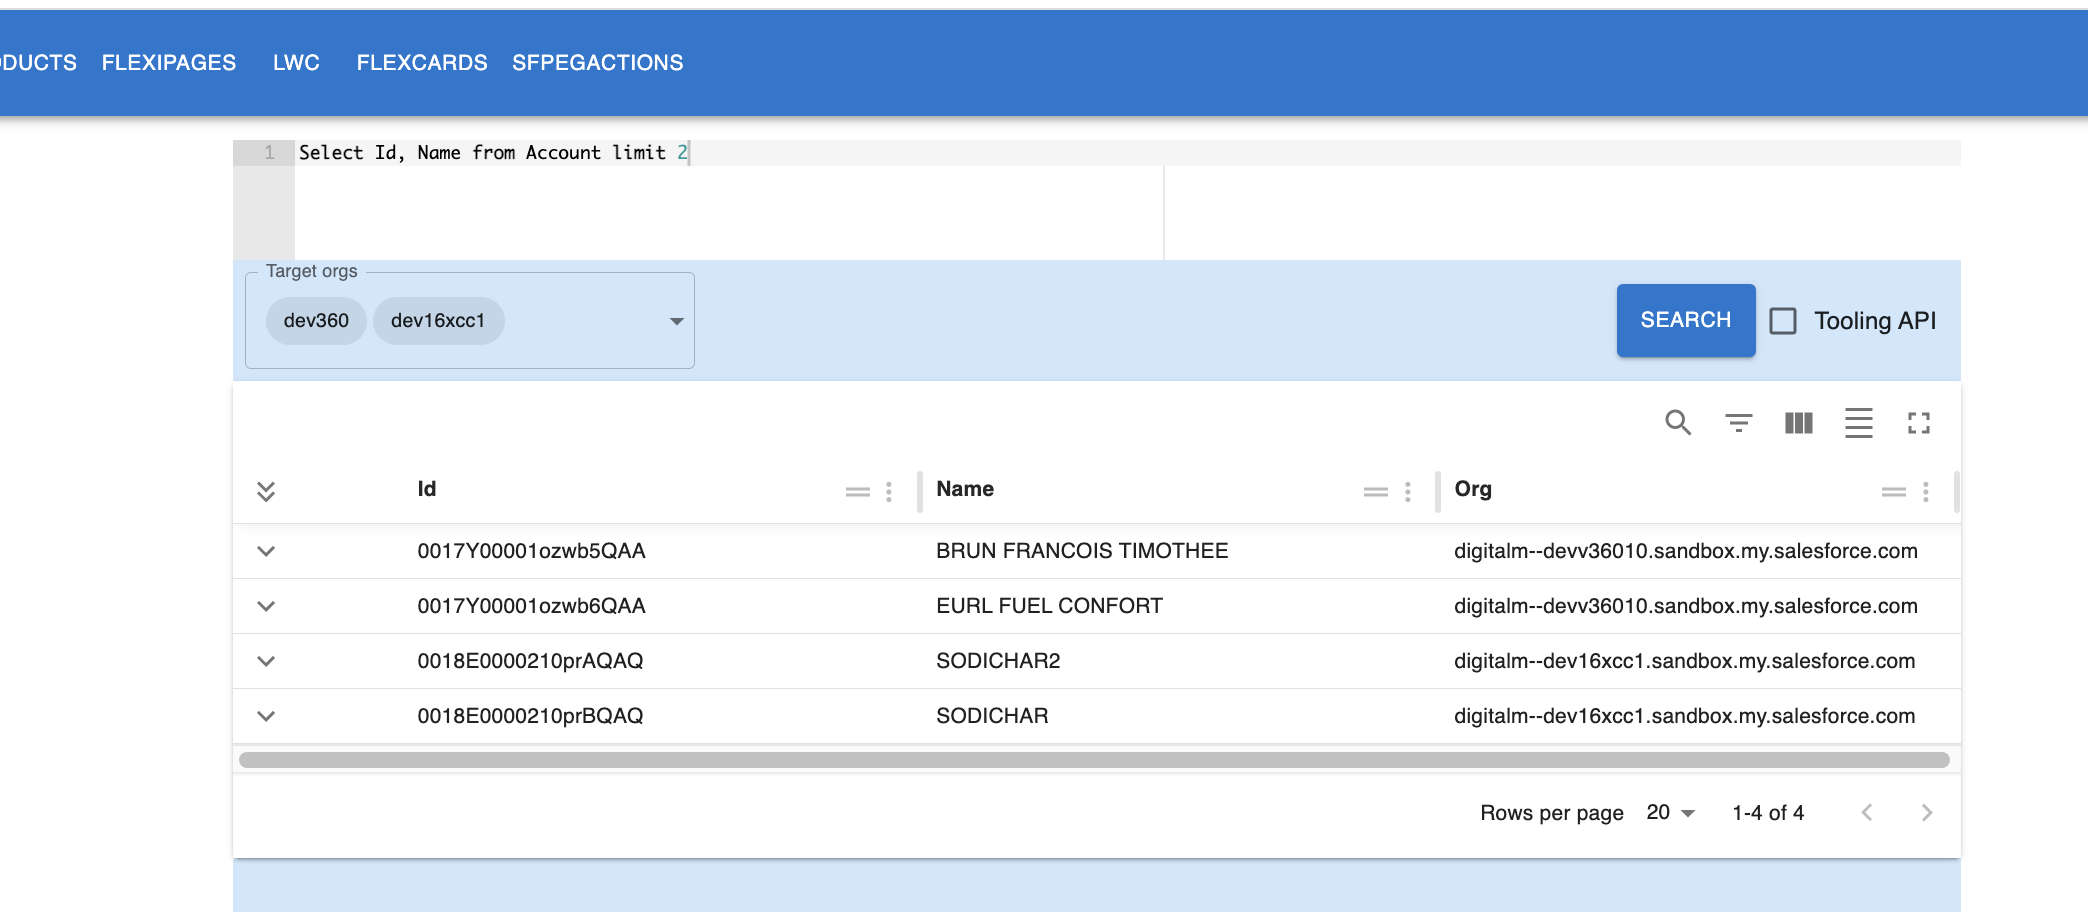 DUCTS FLEXIPAGES LWC FLEXCARDS SFPEGACTIONS
1 Select Id, Name from Account limit 2
Target orgs
dev360 dev16xcc1 SEARCH Tooling API
Id Name Org
0017Y00001ozwb5QAA BRUN FRANCOIS TIMOTHEE digitalm--devv36010.sandbox.my.salesforce.com
0017Y00001ozwb6QAA EURL FUEL CONFORT digitalm--devv36010.sandbox.my.salesforce.com
0018E0000210prAQAQ SODICHAR2 digitalm--dev16xcc1.sandbox.my.salesforce.com
0018E0000210prBQAQ SODICHAR digitalm--dev16xcc1.sandbox.my.salesforce.com
Rows per page 20 1-4 of 4